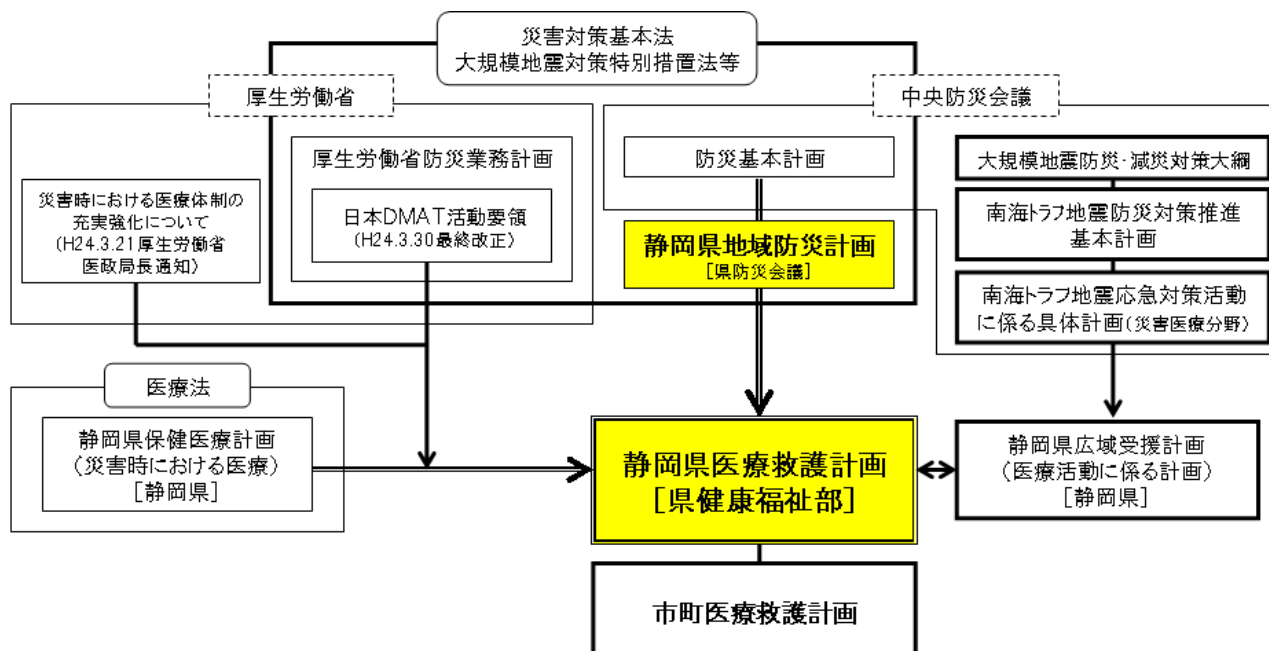 災害対策基本法
大規模地震対策特別措置法等
厚生労働省
中央防災会議
厚生労働省防災業務計画
防災基本計画
大規模地震防災・減災対策大綱
災害時における医療体制の
充実強化について
(H24.3.21厚生労働省
医政局長通知)
日本DMAT活動要領
(H24.3.30最終改正)
静岡県地域防災計画
[県防災会議]
南海トラフ地震防災対策推進
基本計画
南海トラフ地震応急対策活動
に係る具体計画(災害医療分野)
医療法
静岡県保健医療計画
(災害時における医療)
[静岡県]
静岡県医療救護計画
[県健康福祉部]
静岡県広域受援計画
(医療活動に係る計画)
[静岡県]
市町医療救護計画